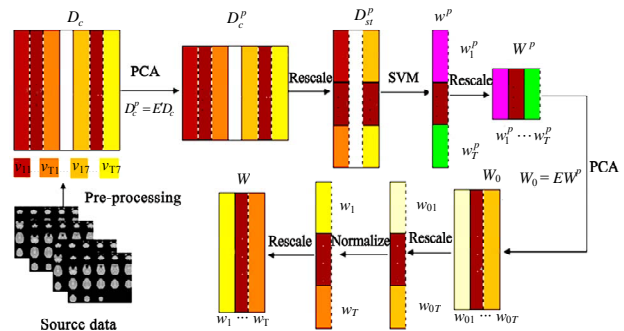 D_c
D_c^p
D_st^p
w^p
PCA
D_c^p = E'D_c
Rescale
SVM
w_1^p
w_T^p
Rescale
W^p
w_1^p ⋯ w_T^p
v_11
v_T1
v_17
v_T7
Pre-processing
Source data
PCA
W_0 = EW^p
W_0
w_01 ⋯ w_0T
Rescale
w_01
w_0T
Normalize
w_1
w_T
Rescale
W
w_1 ⋯ w_T